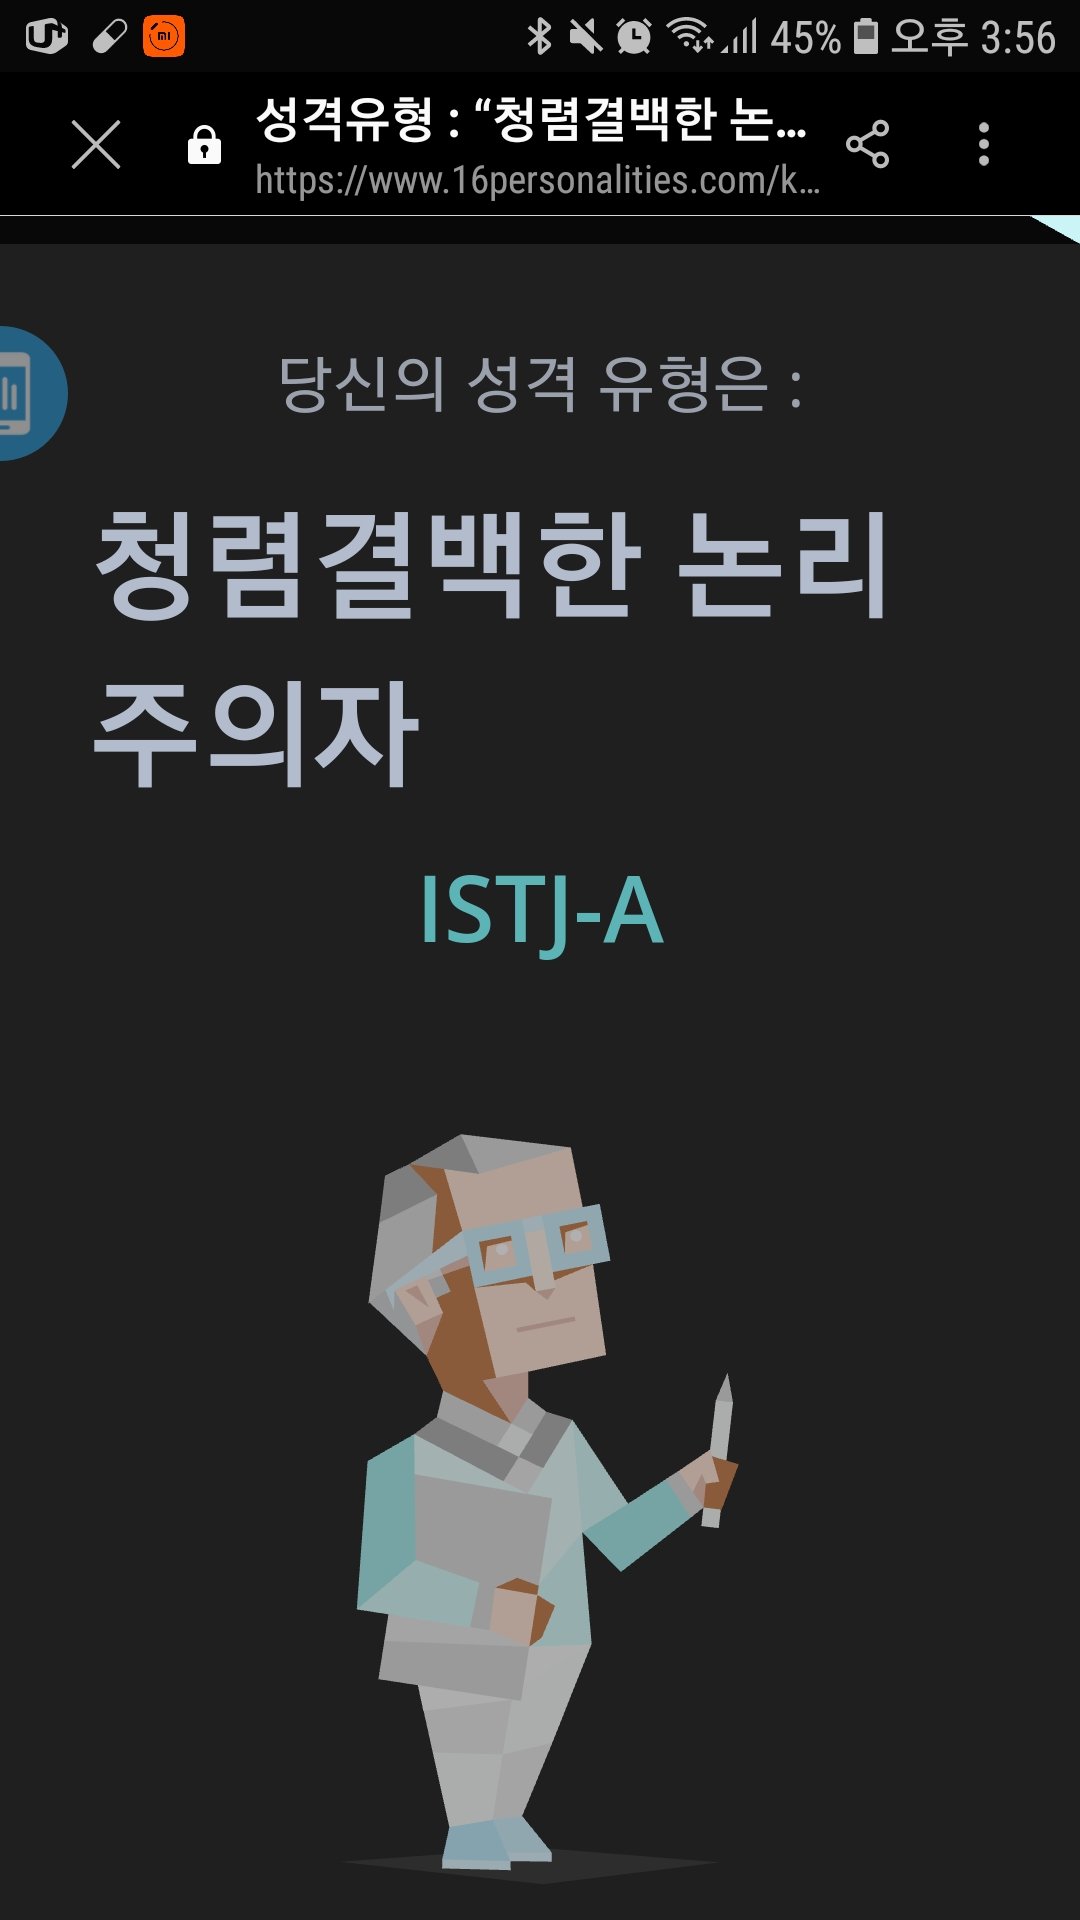 45% 오후 3:56
성격유형 : “청렴결백한 논...
https://www.16personalities.com/k...
당신의 성격 유형은 :
청렴결백한 논리
주의자
ISTJ-A